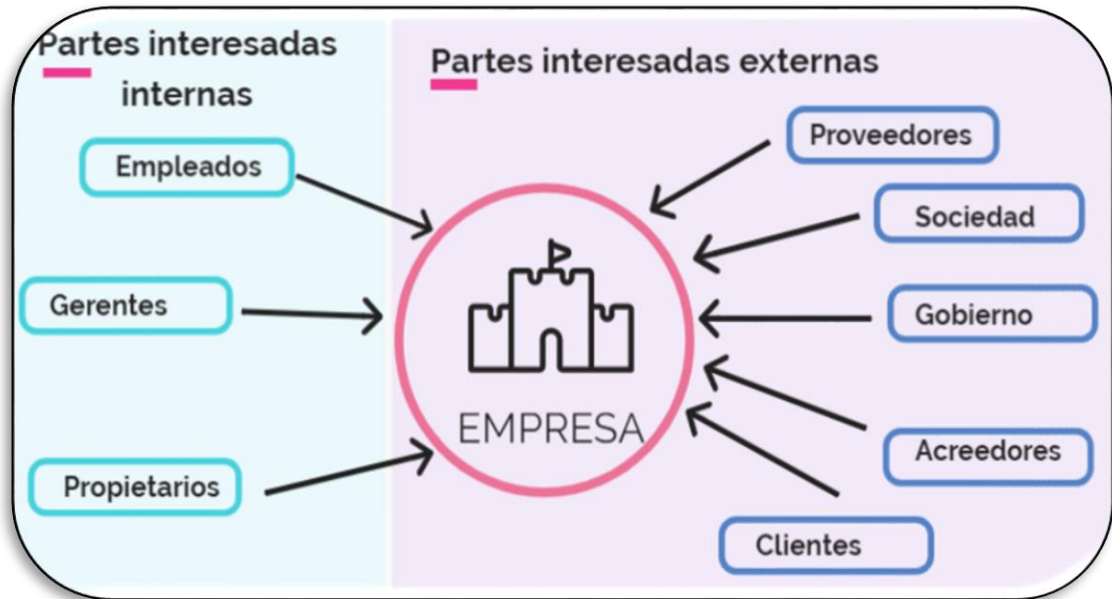 Partes interesadas
internas
Empleados
Gerentes
Propietarios
Partes interesadas externas
Proveedores
Sociedad
Gobierno
Acreedores
Clientes
EMPRESA